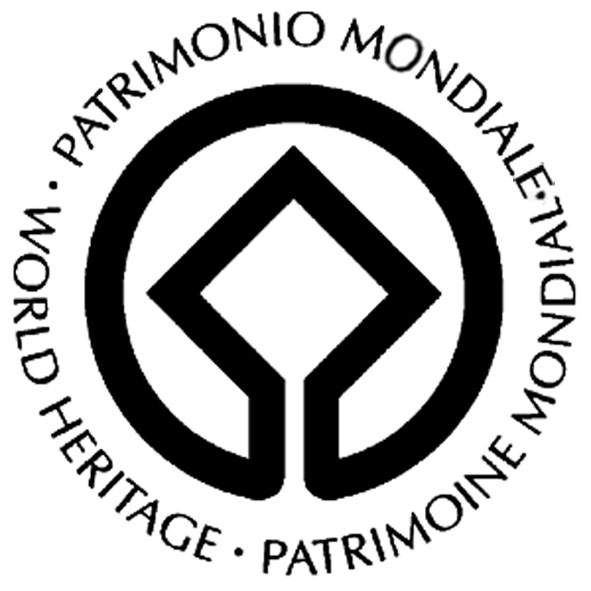 PATRIMONIO MONDIALE
WORLD HERITAGE
PATRIMOINE MONDIAL